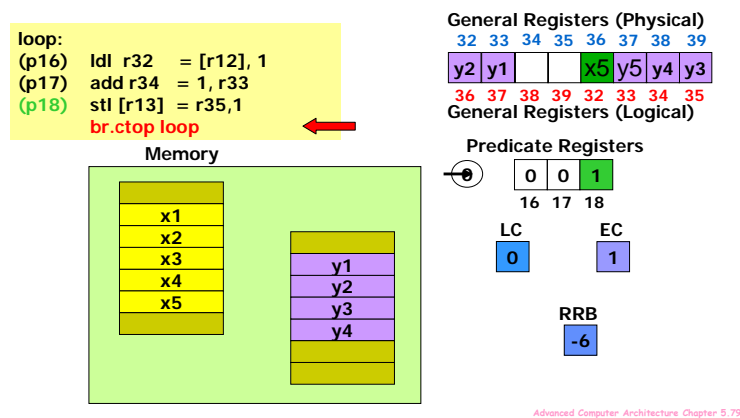 loop:
(p16) ldl r32 = [r12], 1
(p17) add r34 = 1, r33
(p18) stl [r13] = r35,1
br.ctop loop
General Registers (Physical)
32 33 34 35 36 37 38 39
y2 y1 x5 y5 y4 y3
36 37 38 39 32 33 34 35
General Registers (Logical)
Predicate Registers
0 0 0 1
16 17 18
LC EC
0 1
RRB
-6
Memory
x1
x2
x3
x4
x5
y1
y2
y3
y4
Advanced Computer Architecture Chapter 5.79